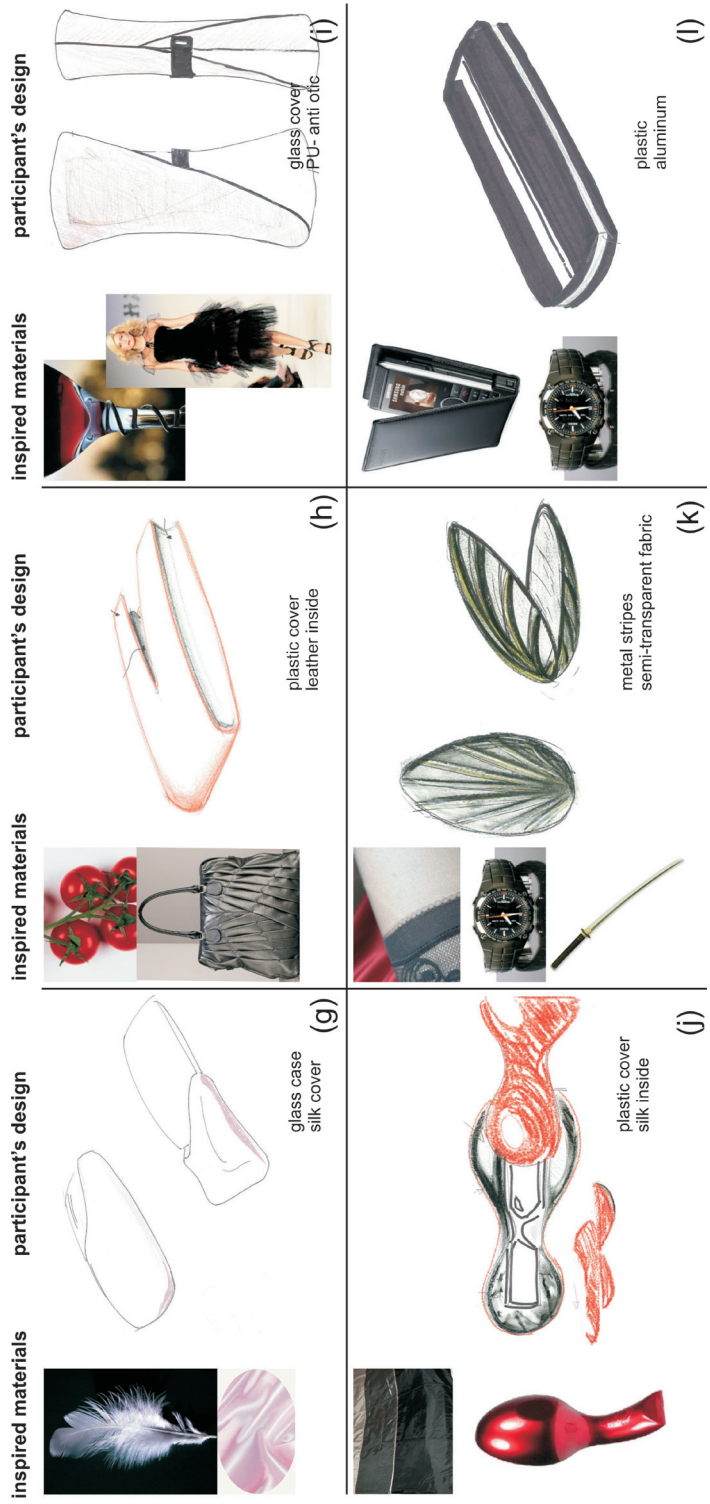 inspired materials
participant's design
inspired materials
participant's design
inspired materials
participant's design
glass case
silk cover
(g)
plastic cover
leather inside
(h)
glass cover
PU- anti otic
(i)
plastic cover
silk inside
(j)
metal stripes
semi-transparent fabric
(k)
SAMSUNG
plastic
aluminum
(l)